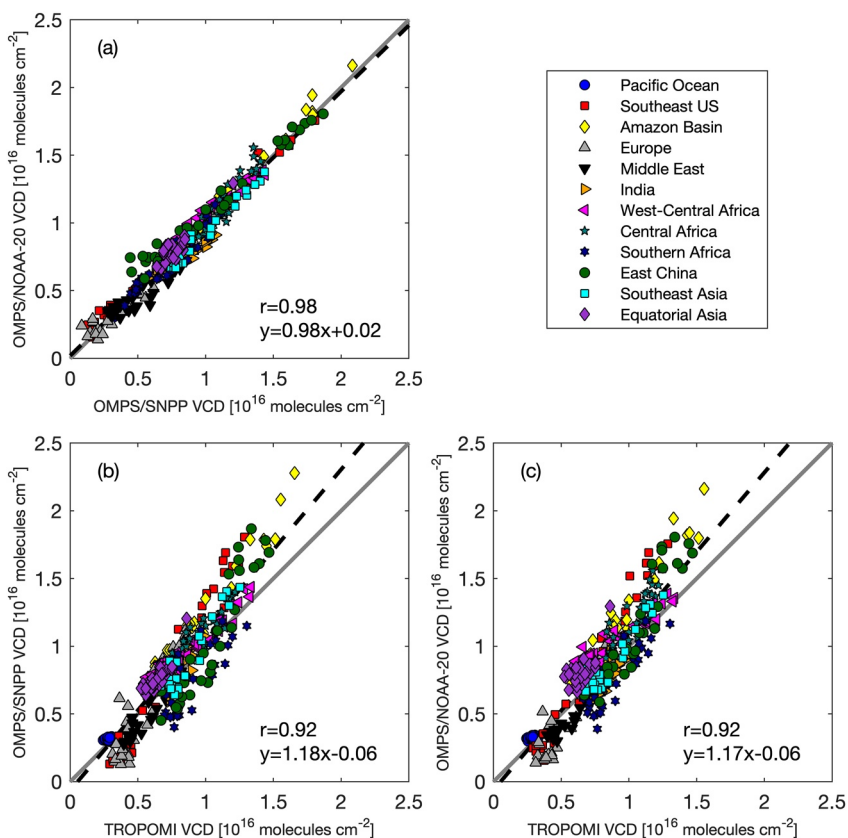 (a)
OMPS/NOAA-20 VCD [10^16 molecules cm^-2]
2.5
2
1.5
1
0.5
0
0 0.5 1 1.5 2 2.5
r=0.98
y=0.98x+0.02
OMPS/SNPP VCD [10^16 molecules cm^-2]
Pacific Ocean
Southeast US
Amazon Basin
Europe
Middle East
India
West-Central Africa
Central Africa
Southern Africa
East China
Southeast Asia
Equatorial Asia
(b)
OMPS/SNPP VCD [10^16 molecules cm^-2]
2.5
2
1.5
1
0.5
0
0 0.5 1 1.5 2 2.5
r=0.92
y=1.18x-0.06
TROPOMI VCD [10^16 molecules cm^-2]
(c)
OMPS/NOAA-20 VCD [10^16 molecules cm^-2]
2.5
2
1.5
1
0.5
0
0 0.5 1 1.5 2 2.5
r=0.92
y=1.17x-0.06
TROPOMI VCD [10^16 molecules cm^-2]